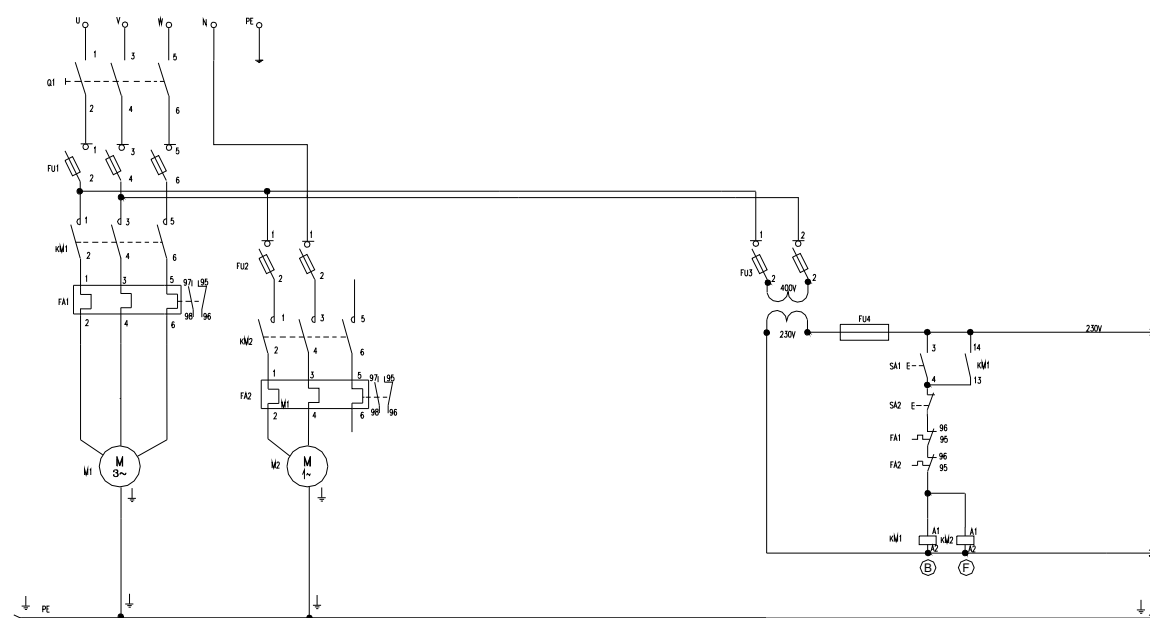 U V W N PE
1 3 5
Q1
2 4 6
1 3 5
FU1
2 4 6
1 3 5
KM1
2 4 6
1 3 5 97 95
FA1
2 4 6 98 96
M1
M
3~
1 1
FU2
2 2
1 3 5
KM2
2 4 6
1 3 5 97 95
FA2 M1
2 4 6 98 96
M2
M
1~
1 2
FU3
2 2
400V
230V
FU4
230V
3 14
SA1 E KM1
4 13
SA2 E
96
FA1 95
96
FA2 95
A1 A1
KM1 KM2
A2 A2
B F
PE